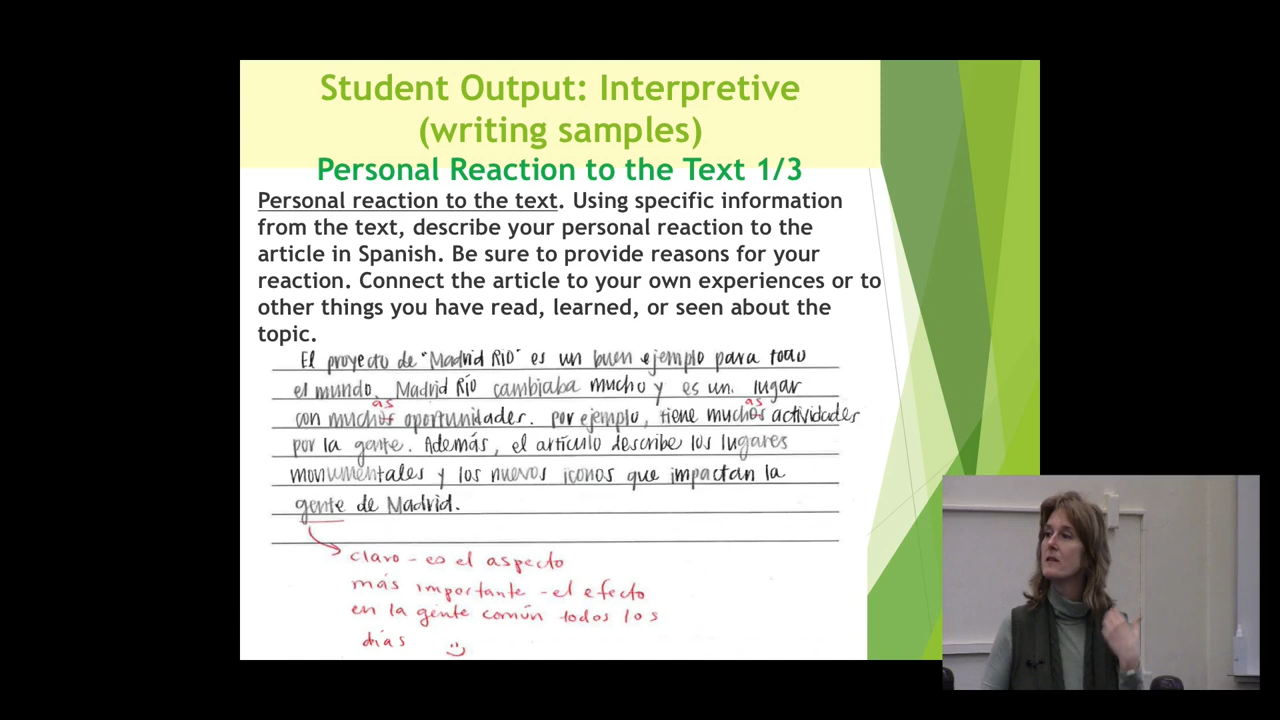 Student Output: Interpretive
(writing samples)
Personal Reaction to the Text 1/3
Personal reaction to the text. Using specific information
from the text, describe your personal reaction to the
article in Spanish. Be sure to provide reasons for your
reaction. Connect the article to your own experiences or to
other things you have read, learned, or seen about the
topic.
El proyecto de "Madrid RIO" es un buen ejemplo para todo
el mundo. Madrid Río cambiaba mucho y es un lugar
as as
con muchos oportunidades. por ejemplo, tiene muchos actividades
por la gente. Además, el artículo describe los lugares
monumentales y los nuevos iconos que impactan la
gente de Madrid.
claro - es el aspecto
más importante - el efecto
en la gente común todos los
días